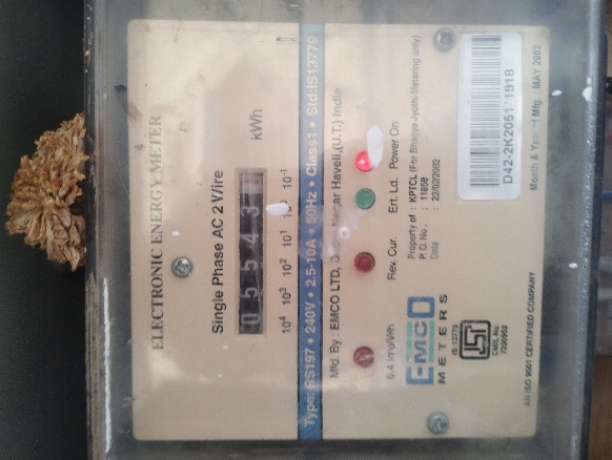 ELECTRONIC ENERGY METER
Single Phase AC 2 W/ire
kWh
0 5 5 4 3
10⁴ 10³ 10² 10¹ 10⁰ 10⁻¹
Type: RS197 • 240V • 2.5-10A • 50Hz • Class1 • Std:IS13779
Mfd. By : EMCO LTD, Nagar Haveli,(U.T.) India
6.4 Imp/Wh Rev. Cur. Ert. Ld. Power On
EMCO
METERS
Property of : KPTCL (For Bhagya Jyothi Metering only)
P. O. No. : 11858
Date : 22/02/2002
IS:13779
CM/L No.
D42-2K2051 1918
Month & Year of Mfg. : MAY 2002
AN ISO 9001 CERTIFIED COMPANY